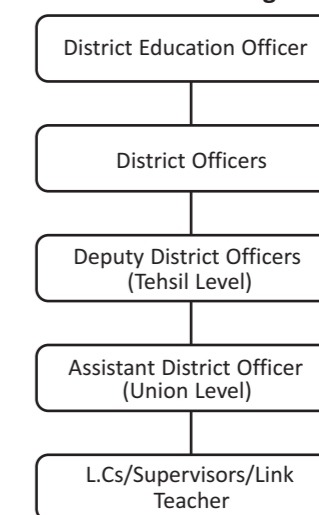 District Education Officer
District Officers
Deputy District Officers
(Tehsil Level)
Assistant District Officer
(Union Level)
L.Cs/Supervisors/Link
Teacher